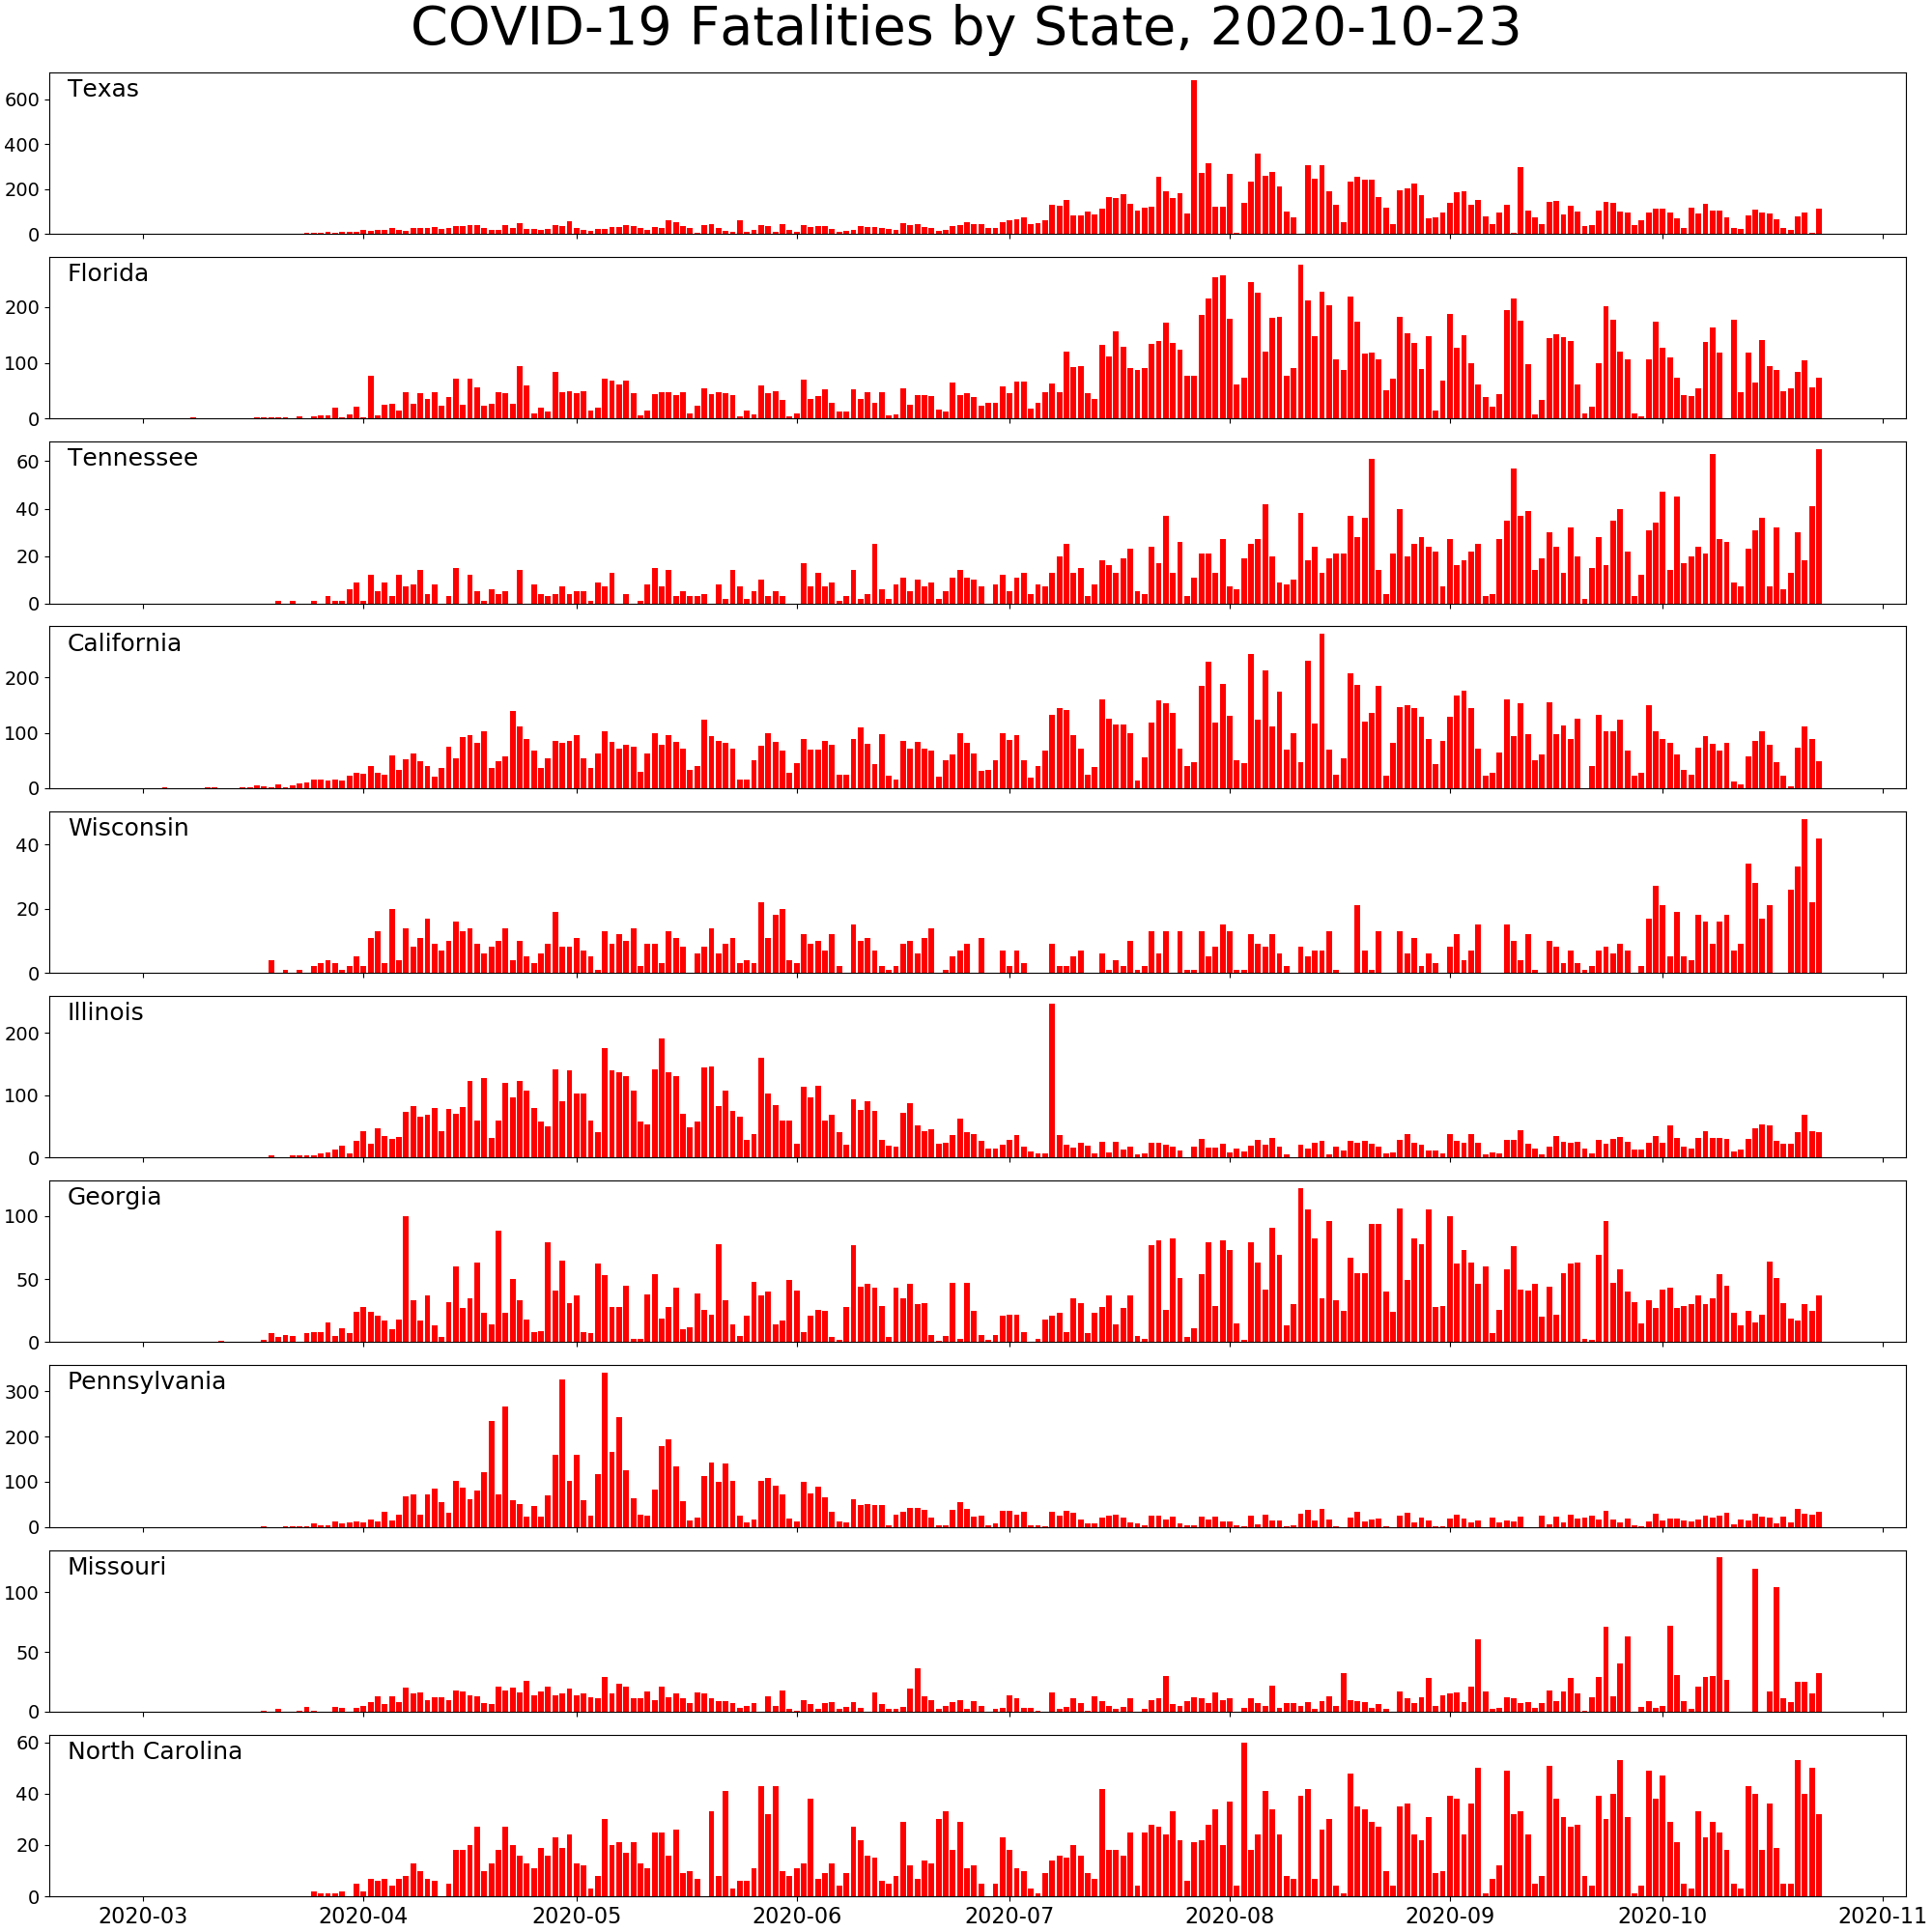 COVID-19 Fatalities by State, 2020-10-23
Texas
600
400
200
0
Florida
200
100
0
Tennessee
60
40
20
0
California
200
100
0
Wisconsin
40
20
0
Illinois
200
100
0
Georgia
100
50
0
Pennsylvania
300
200
100
0
Missouri
100
50
0
North Carolina
60
40
20
0
2020-03 2020-04 2020-05 2020-06 2020-07 2020-08 2020-09 2020-10 2020-11